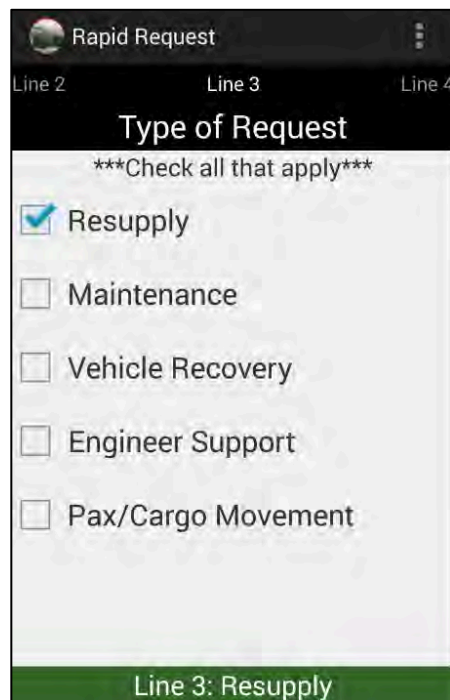 Rapid Request
Line 2 Line 3 Line 4
Type of Request
***Check all that apply***
Resupply
Maintenance
Vehicle Recovery
Engineer Support
Pax/Cargo Movement
Line 3: Resupply